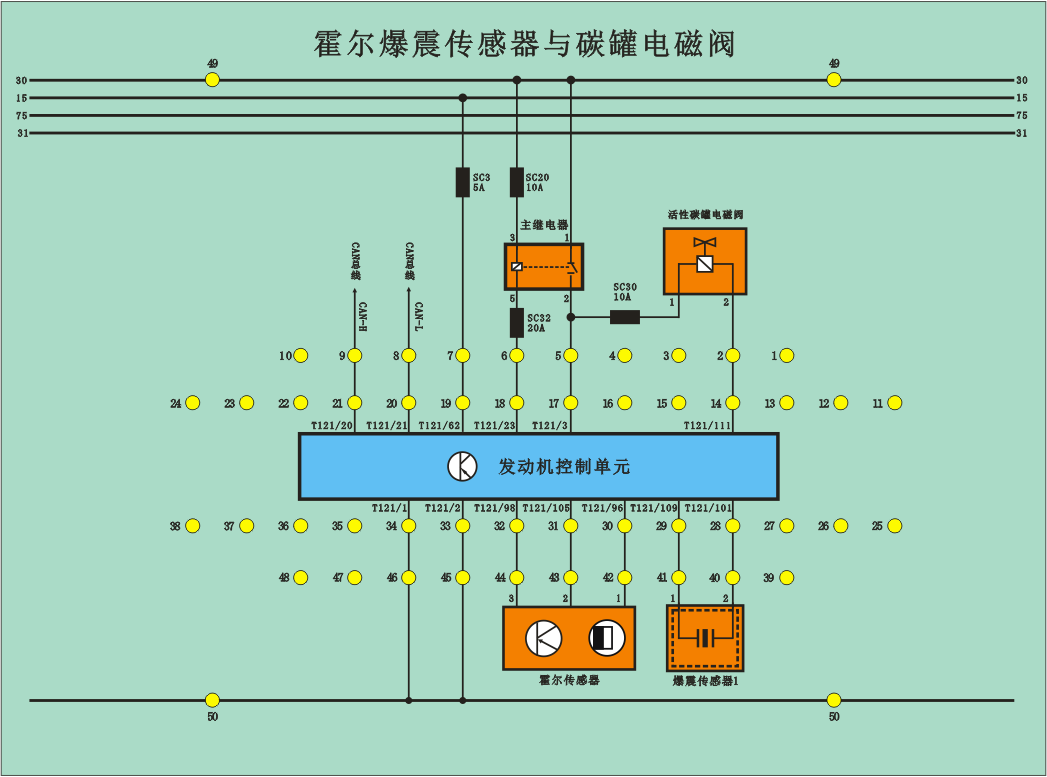 霍尔爆震传感器与碳罐电磁阀
49 49
30 30
15 15
75 75
31 31
SC3 SC20
5A 10A
活性碳罐电磁阀
主继电器
3 1
CAN总线 CAN总线
SC30
10A
5 2 1 2
CAN-H CAN-L
SC32
20A
10 9 8 7 6 5 4 3 2 1
24 23 22 21 20 19 18 17 16 15 14 13 12 11
T121/20 T121/21 T121/62 T121/23 T121/3 T121/111
发动机控制单元
T121/1 T121/2 T121/98 T121/105 T121/96 T121/109 T121/101
38 37 36 35 34 33 32 31 30 29 28 27 26 25
48 47 46 45 44 43 42 41 40 39
3 2 1 1 2
霍尔传感器 爆震传感器1
50 50